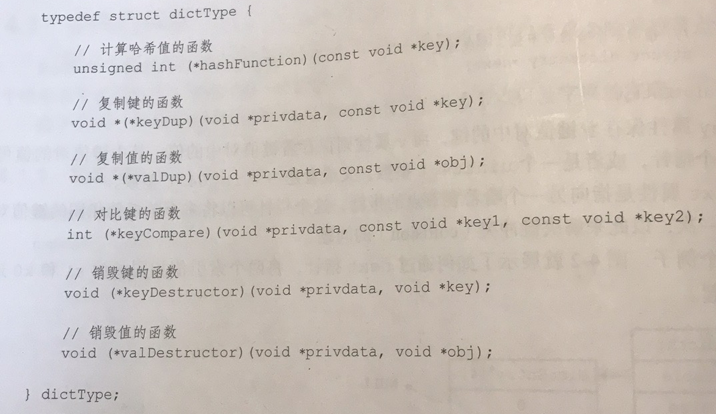 typedef struct dictType {
// 计算哈希值的函数
unsigned int (*hashFunction)(const void *key);
// 复制键的函数
void *(*keyDup)(void *privdata, const void *key);
// 复制值的函数
void *(*valDup)(void *privdata, const void *obj);
// 对比键的函数
int (*keyCompare)(void *privdata, const void *key1, const void *key2);
// 销毁键的函数
void (*keyDestructor)(void *privdata, void *key);
// 销毁值的函数
void (*valDestructor)(void *privdata, void *obj);
} dictType;